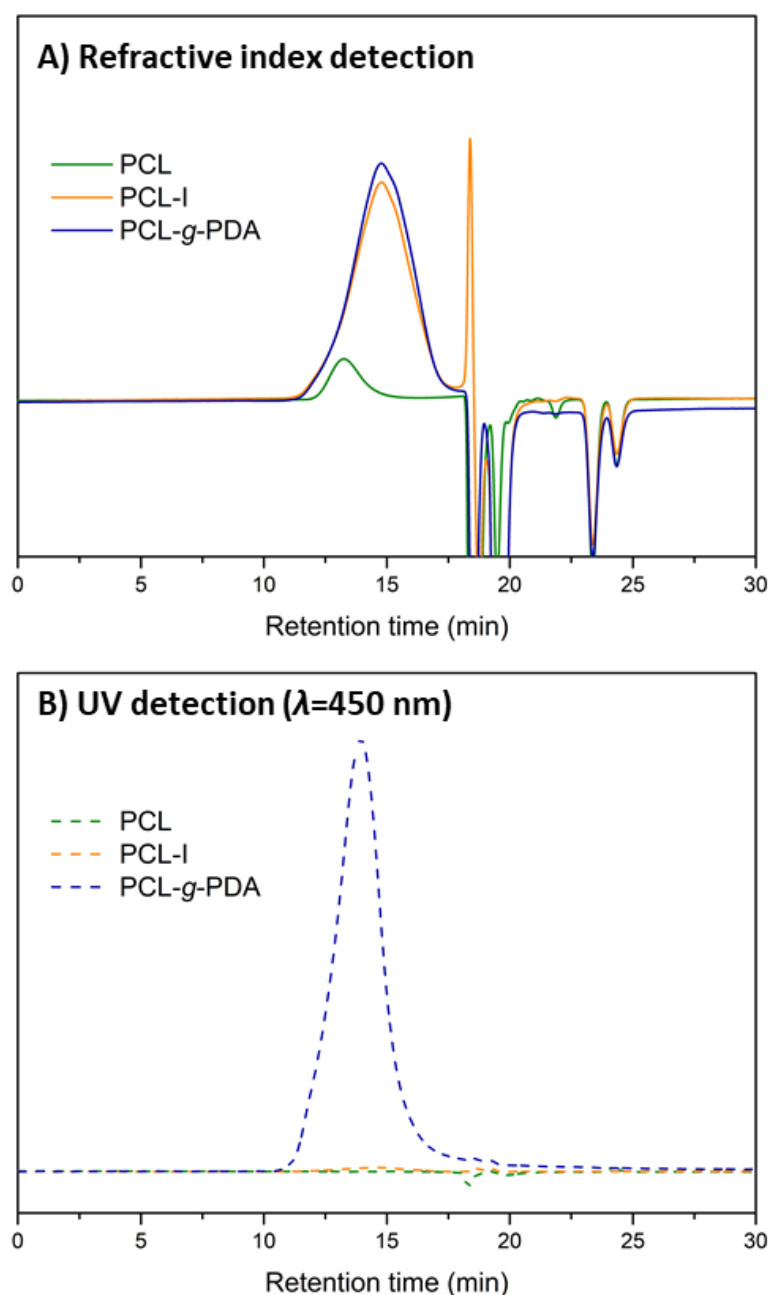 A) Refractive index detection
PCL
PCL-I
PCL-g-PDA
0 5 10 15 20 25 30
Retention time (min)
B) UV detection (λ=450 nm)
PCL
PCL-I
PCL-g-PDA
0 5 10 15 20 25 30
Retention time (min)